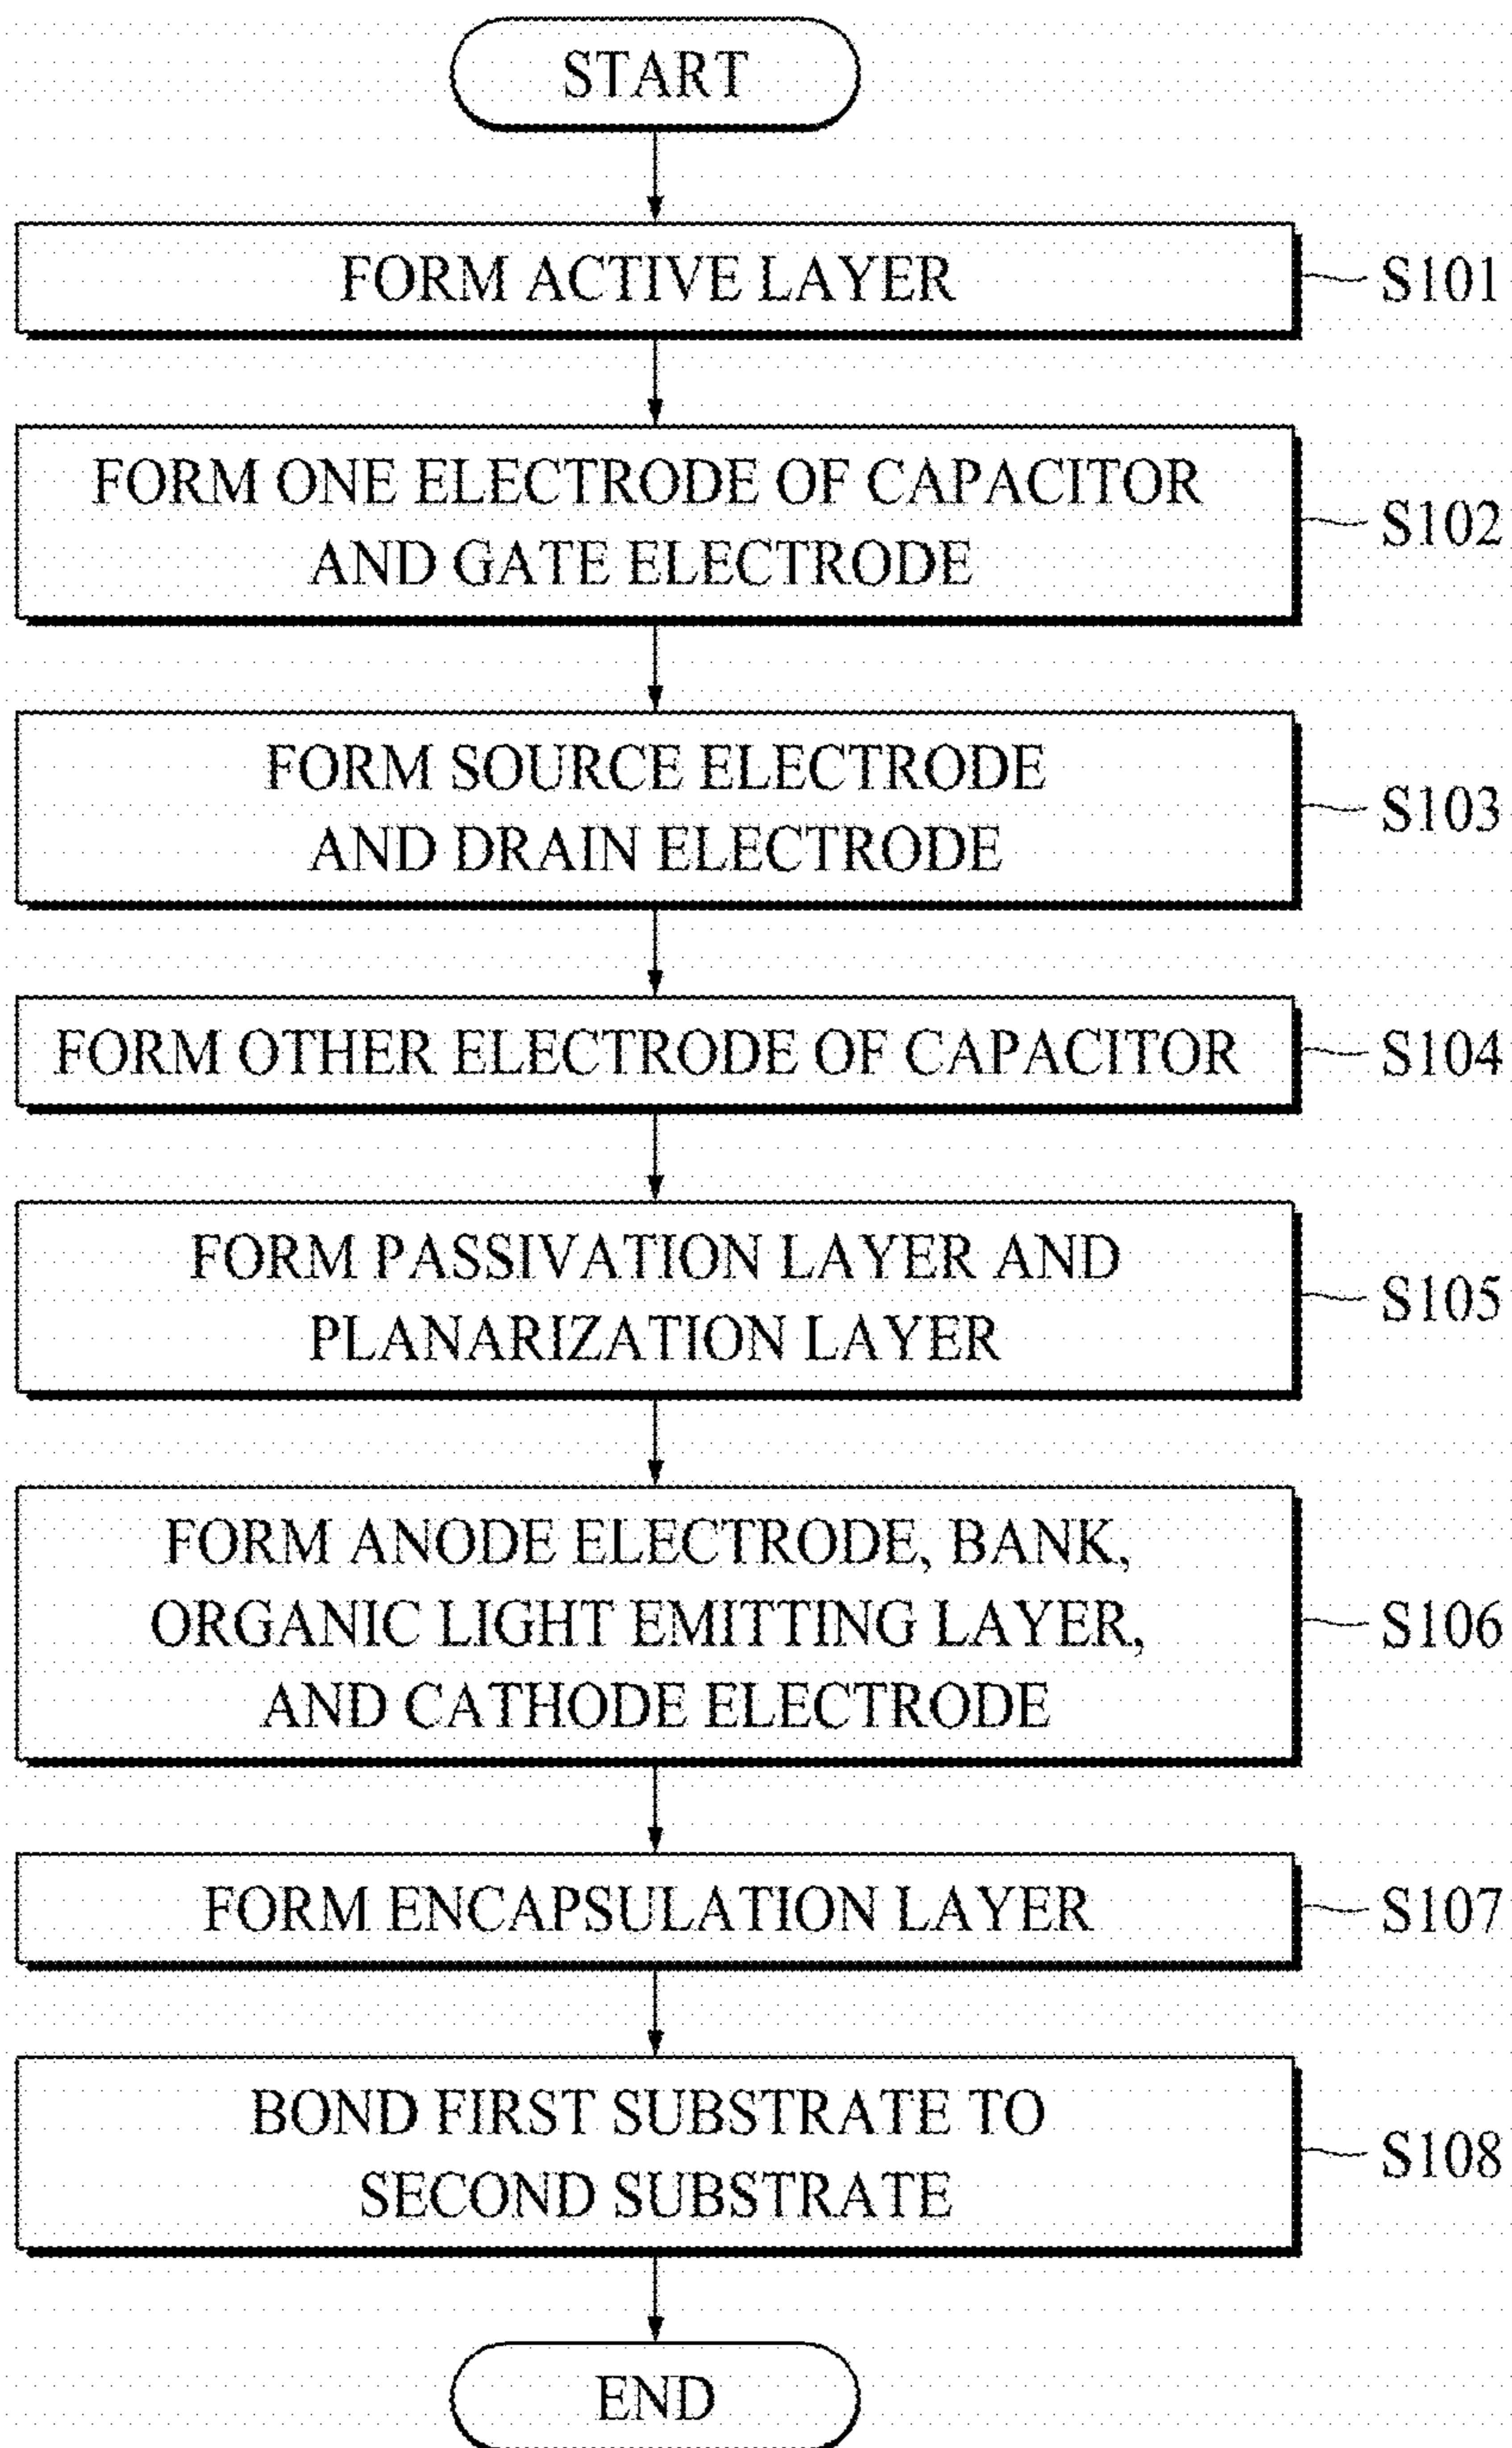 START
FORM ACTIVE LAYER
S101
FORM ONE ELECTRODE OF CAPACITOR
AND GATE ELECTRODE
S102
FORM SOURCE ELECTRODE
AND DRAIN ELECTRODE
S103
FORM OTHER ELECTRODE OF CAPACITOR
S104
FORM PASSIVATION LAYER AND
PLANARIZATION LAYER
S105
FORM ANODE ELECTRODE, BANK,
ORGANIC LIGHT EMITTING LAYER,
AND CATHODE ELECTRODE
S106
FORM ENCAPSULATION LAYER
S107
BOND FIRST SUBSTRATE TO
SECOND SUBSTRATE
S108
END